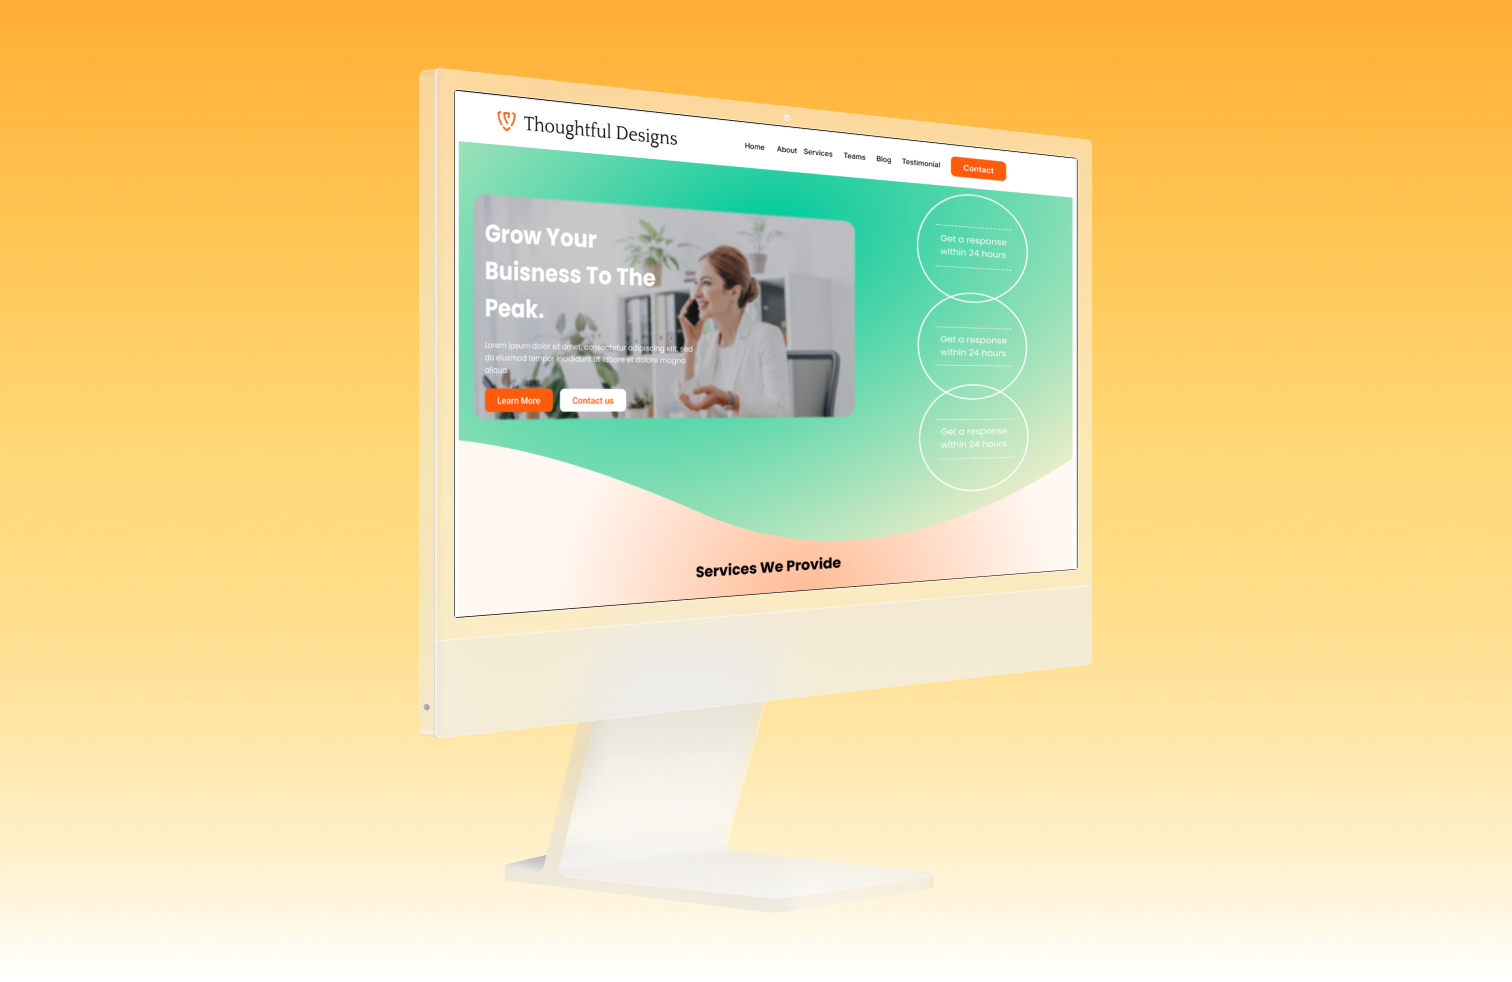 Thoughtful Designs
Home About Services Teams Blog Testimonial Contact
Grow Your
Buisness To The
Peak.
Lorem ipsum dolor sit amet, consectetur adipiscing elit, sed
do eiusmod tempor incididunt ut labore et dolore magna
aliqua.
Learn More Contact us
Get a response
within 24 hours
Get a response
within 24 hours
Get a response
within 24 hours
Services We Provide